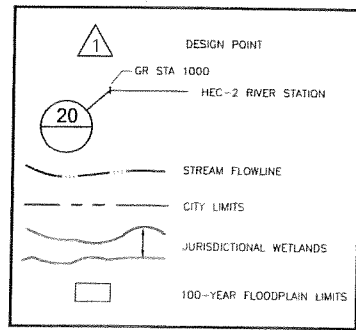 1
DESIGN POINT
GR STA 1000
HEC-2 RIVER STATION
20
STREAM FLOWLINE
CITY LIMITS
JURISDICTIONAL WETLANDS
100-YEAR FLOODPLAIN LIMITS